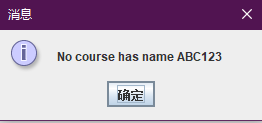 消息
No course has name ABC123
确定